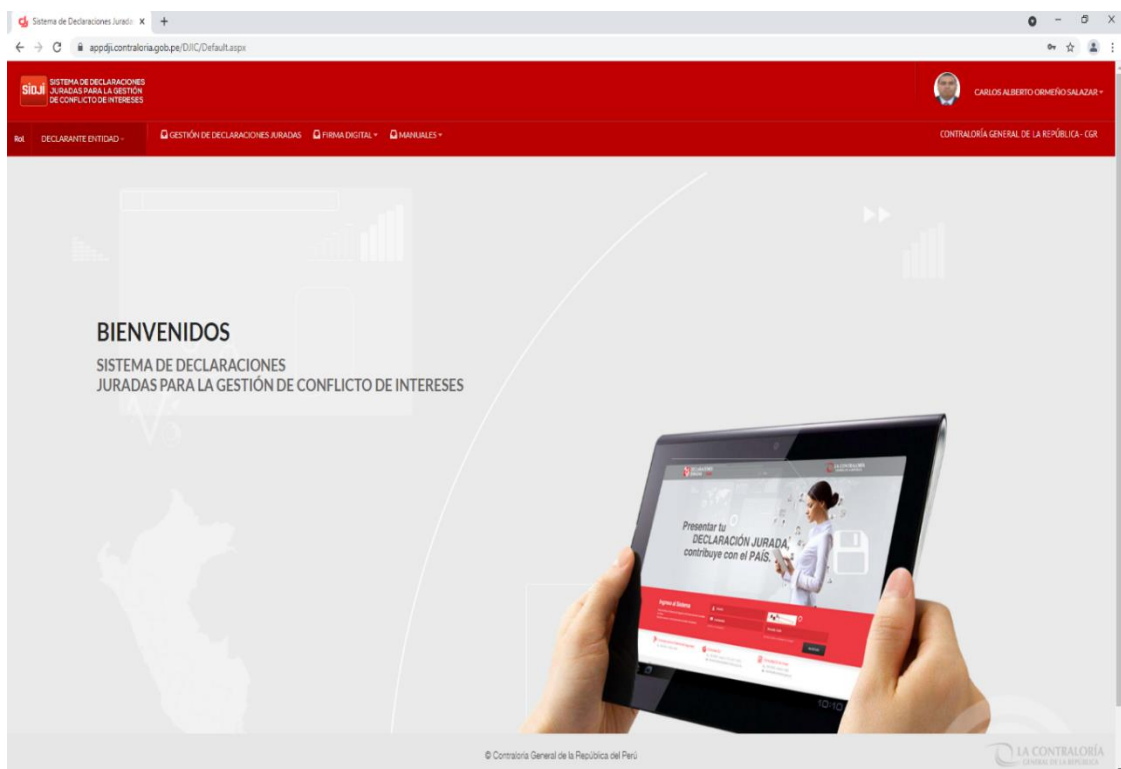 Sistema de Declaraciones Jurada
appdji.contraloria.gob.pe/DJIC/Default.aspx
SIDJI
SISTEMA DE DECLARACIONES
JURADAS PARA LA GESTIÓN
DE CONFLICTO DE INTERESES
CARLOS ALBERTO ORMEÑO SALAZAR
Rol DECLARANTE ENTIDAD GESTIÓN DE DECLARACIONES JURADAS FIRMA DIGITAL MANUALES CONTRALORÍA GENERAL DE LA REPÚBLICA - CGR
BIENVENIDOS
SISTEMA DE DECLARACIONES
JURADAS PARA LA GESTIÓN DE CONFLICTO DE INTERESES
LA CONTRALORÍA
Presentar tu
DECLARACIÓN JURADA,
contribuye con el PAÍS.
Ingreso al Sistema
10:10
© Contraloría General de la República del Perú
LA CONTRALORÍA
GENERAL DE LA REPÚBLICA